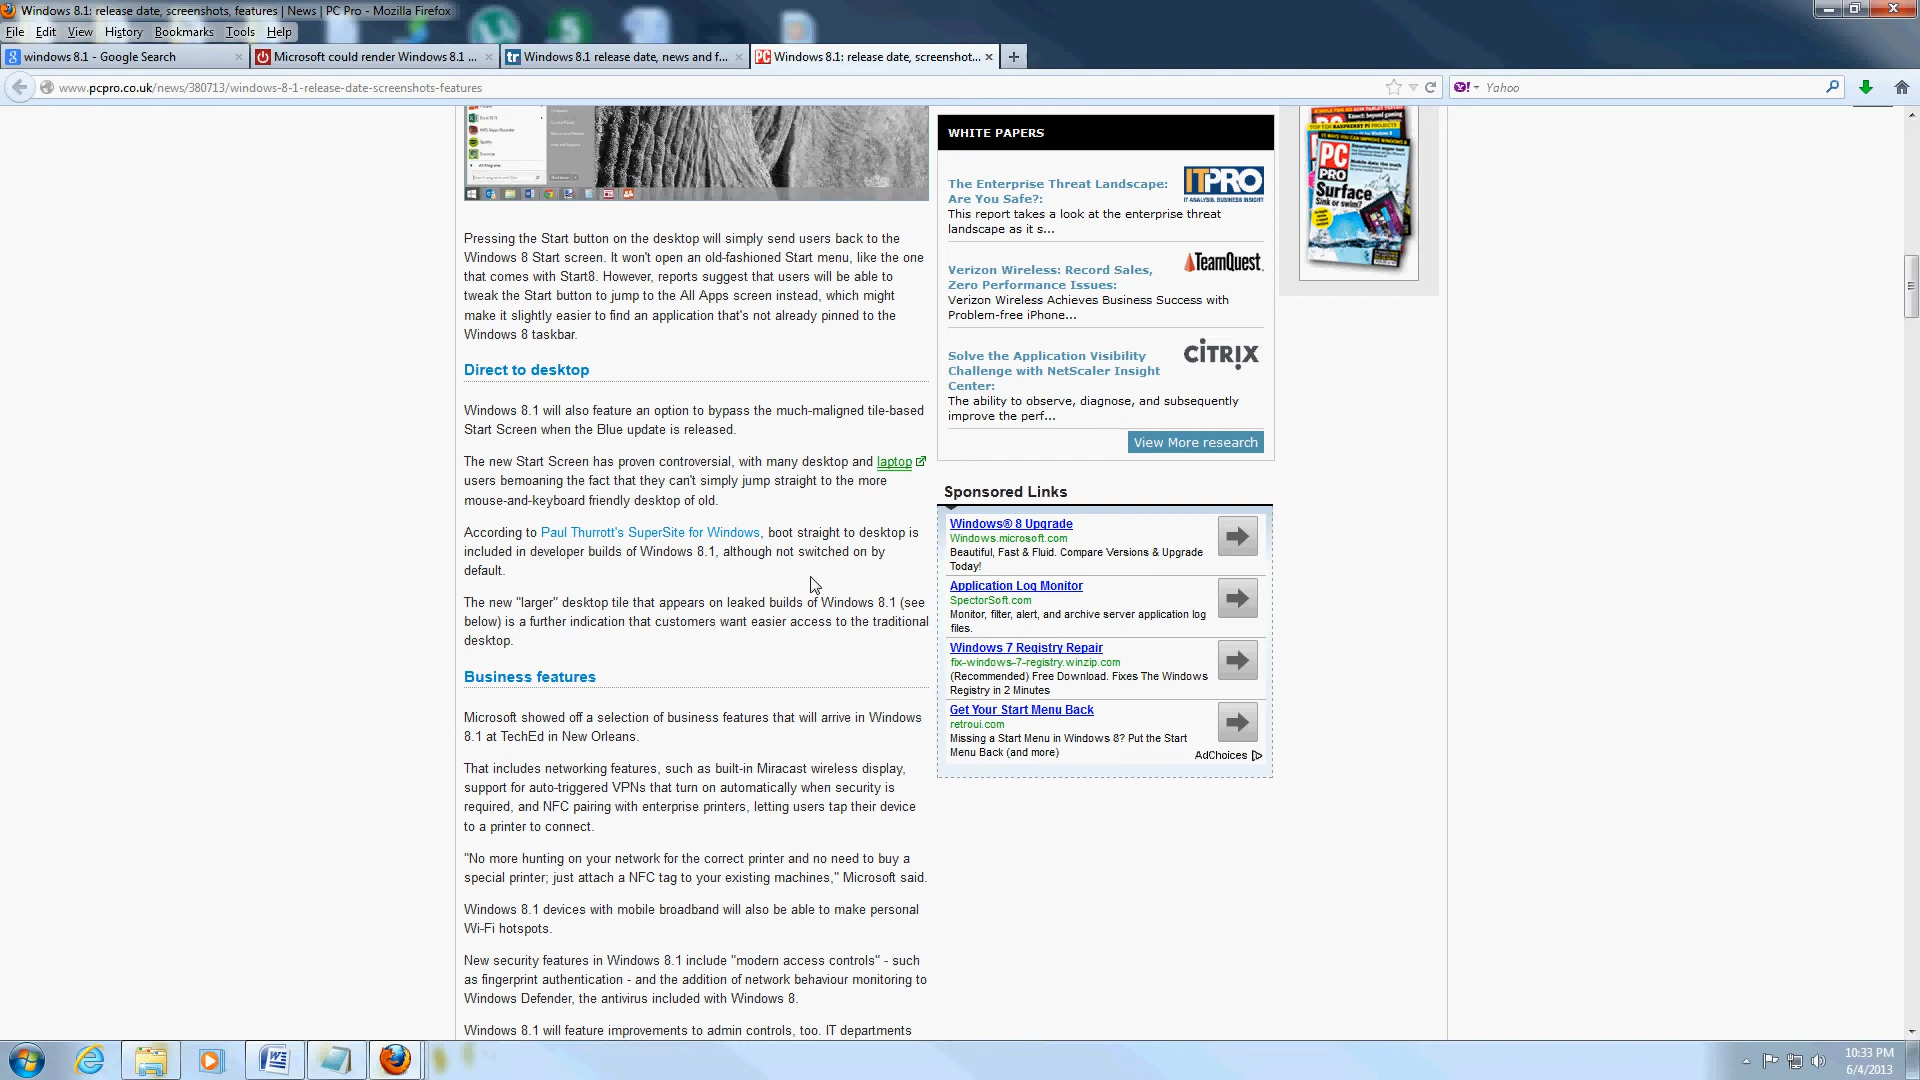 Windows 8.1: release date, screenshots, features | News | PC Pro - Mozilla Firefox
File Edit View History Bookmarks Tools Help
windows 8.1 - Google Search
Microsoft could render Windows 8.1 ...
Windows 8.1 release date, news and f...
Windows 8.1: release date, screenshot...
www.pcpro.co.uk/news/380713/windows-8-1-release-date-screenshots-features
Yahoo
Pressing the Start button on the desktop will simply send users back to the
Windows 8 Start screen. It won't open an old-fashioned Start menu, like the one
that comes with Start8. However, reports suggest that users will be able to
tweak the Start button to jump to the All Apps screen instead, which might
make it slightly easier to find an application that's not already pinned to the
Windows 8 taskbar.
Direct to desktop
Windows 8.1 will also feature an option to bypass the much-maligned tile-based
Start Screen when the Blue update is released.
The new Start Screen has proven controversial, with many desktop and laptop
users bemoaning the fact that they can't simply jump straight to the more
mouse-and-keyboard friendly desktop of old.
According to Paul Thurrott's SuperSite for Windows, boot straight to desktop is
included in developer builds of Windows 8.1, although not switched on by
default.
The new "larger" desktop tile that appears on leaked builds of Windows 8.1 (see
below) is a further indication that customers want easier access to the traditional
desktop.
Business features
Microsoft showed off a selection of business features that will arrive in Windows
8.1 at TechEd in New Orleans.
That includes networking features, such as built-in Miracast wireless display,
support for auto-triggered VPNs that turn on automatically when security is
required, and NFC pairing with enterprise printers, letting users tap their device
to a printer to connect.
"No more hunting on your network for the correct printer and no need to buy a
special printer; just attach a NFC tag to your existing machines," Microsoft said.
Windows 8.1 devices with mobile broadband will also be able to make personal
Wi-Fi hotspots.
New security features in Windows 8.1 include "modern access controls" - such
as fingerprint authentication - and the addition of network behaviour monitoring to
Windows Defender, the antivirus included with Windows 8.
Windows 8.1 will feature improvements to admin controls, too. IT departments
WHITE PAPERS
The Enterprise Threat Landscape:
Are You Safe?:
This report takes a look at the enterprise threat
landscape as it s...
ITPRO
IT ANALYSIS. BUSINESS INSIGHT
Verizon Wireless: Record Sales,
Zero Performance Issues:
Verizon Wireless Achieves Business Success with
Problem-free iPhone...
TeamQuest
Solve the Application Visibility
Challenge with NetScaler Insight
Center:
The ability to observe, diagnose, and subsequently
improve the perf...
CITRIX
View More research
Sponsored Links
Windows® 8 Upgrade
Windows.microsoft.com
Beautiful, Fast & Fluid. Compare Versions & Upgrade
Today!
Application Log Monitor
SpectorSoft.com
Monitor, filter, alert, and archive server application log
files.
Windows 7 Registry Repair
fix-windows-7-registry.winzip.com
(Recommended) Free Download. Fixes The Windows
Registry in 2 Minutes
Get Your Start Menu Back
retroui.com
Missing a Start Menu in Windows 8? Put the Start
Menu Back (and more)
AdChoices
PC
PRO
Surface
Sink or swim?
10:33 PM
6/4/2013